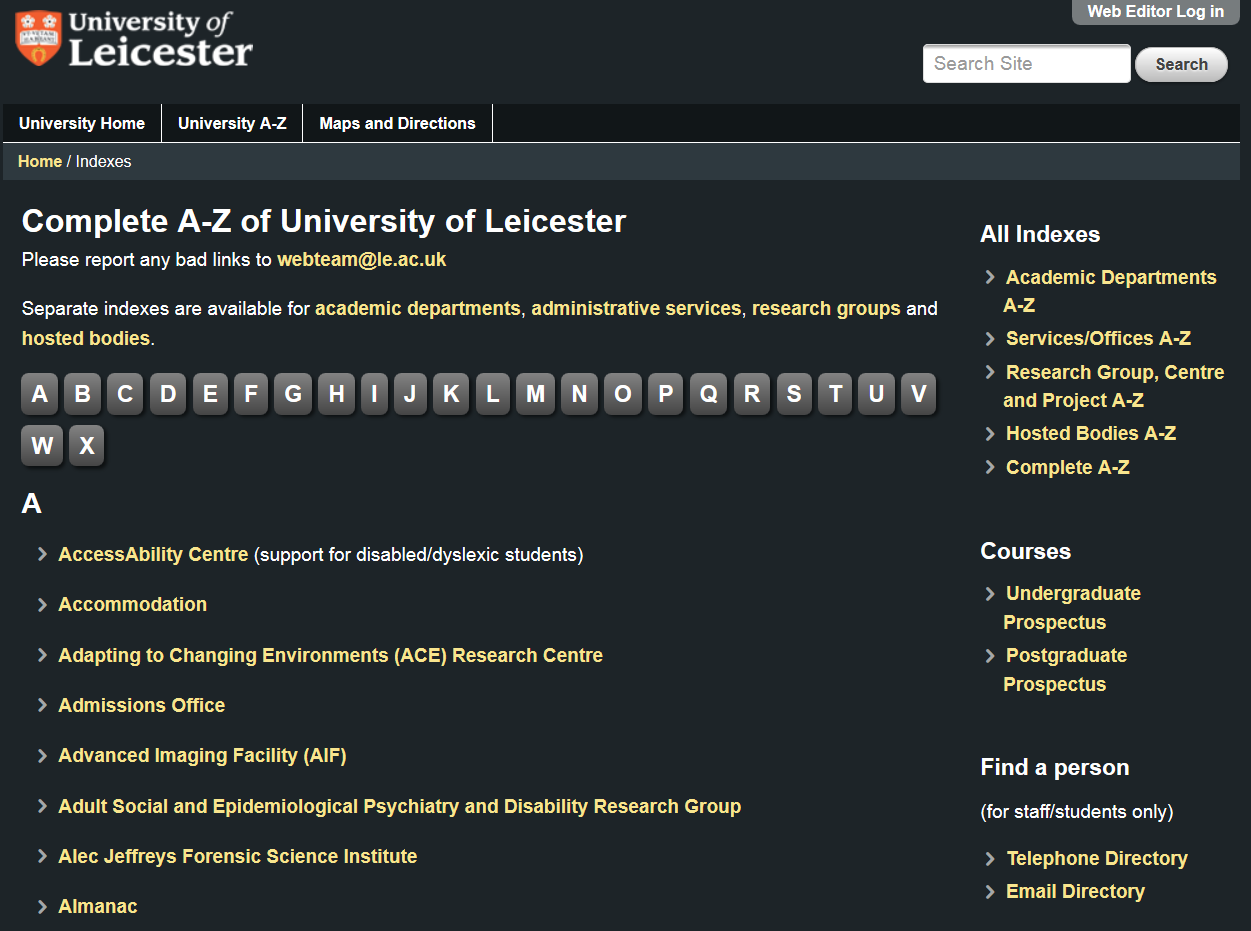 University of
Leicester
Web Editor Log in
Search Site
Search
University Home
University A-Z
Maps and Directions
Home / Indexes
Complete A-Z of University of Leicester
Please report any bad links to webteam@le.ac.uk
Separate indexes are available for academic departments, administrative services, research groups and
hosted bodies.
A B C D E F G H I J K L M N O P Q R S T U V
W X
A
AccessAbility Centre (support for disabled/dyslexic students)
Accommodation
Adapting to Changing Environments (ACE) Research Centre
Admissions Office
Advanced Imaging Facility (AIF)
Adult Social and Epidemiological Psychiatry and Disability Research Group
Alec Jeffreys Forensic Science Institute
Almanac
All Indexes
Academic Departments
A-Z
Services/Offices A-Z
Research Group, Centre
and Project A-Z
Hosted Bodies A-Z
Complete A-Z
Courses
Undergraduate
Prospectus
Postgraduate
Prospectus
Find a person
(for staff/students only)
Telephone Directory
Email Directory